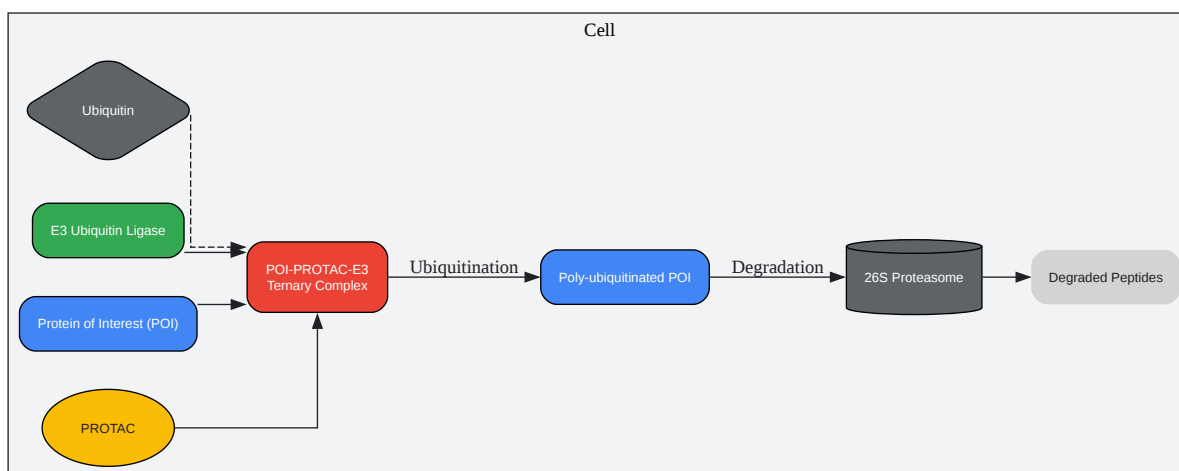 Cell
Ubiquitin
E3 Ubiquitin Ligase
Protein of Interest (POI)
PROTAC
POI-PROTAC-E3
Ternary Complex
Ubiquitination
Poly-ubiquitinated POI
Degradation
26S Proteasome
Degraded Peptides